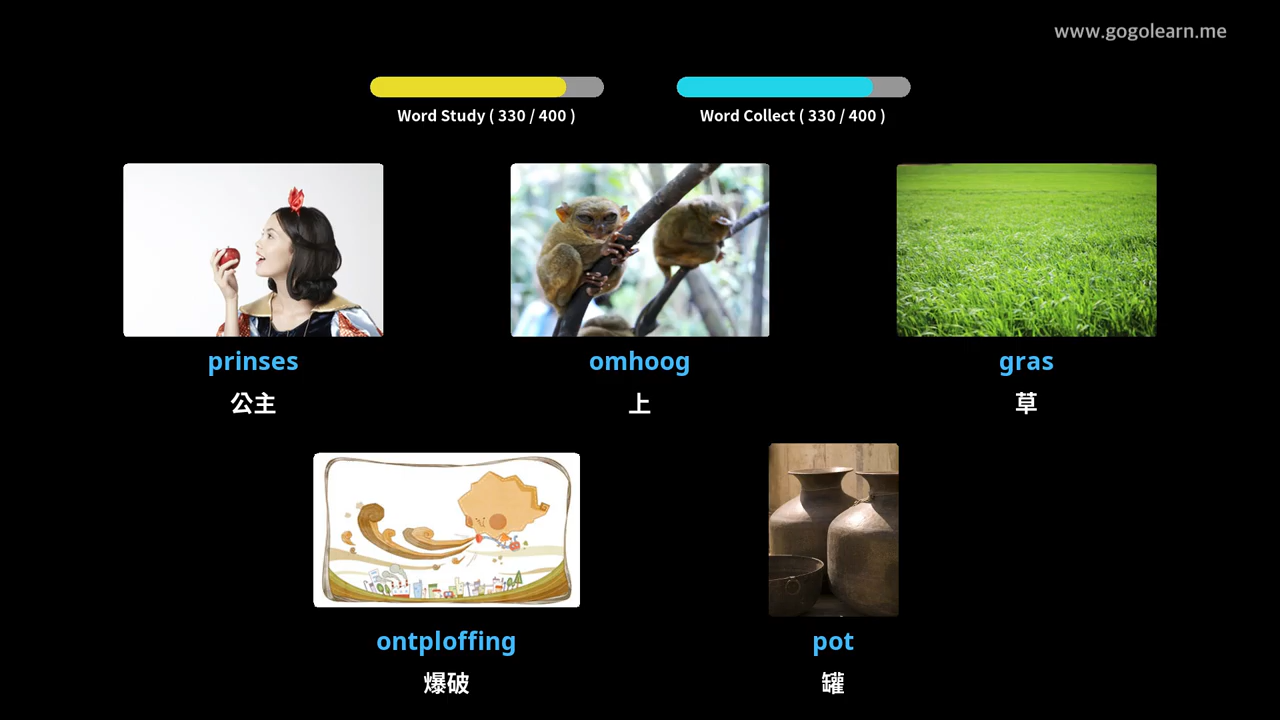 www.gogolearn.me
Word Study ( 330 / 400 )
Word Collect ( 330 / 400 )
prinses
公主
omhoog
上
gras
草
ontploffing
爆破
pot
罐